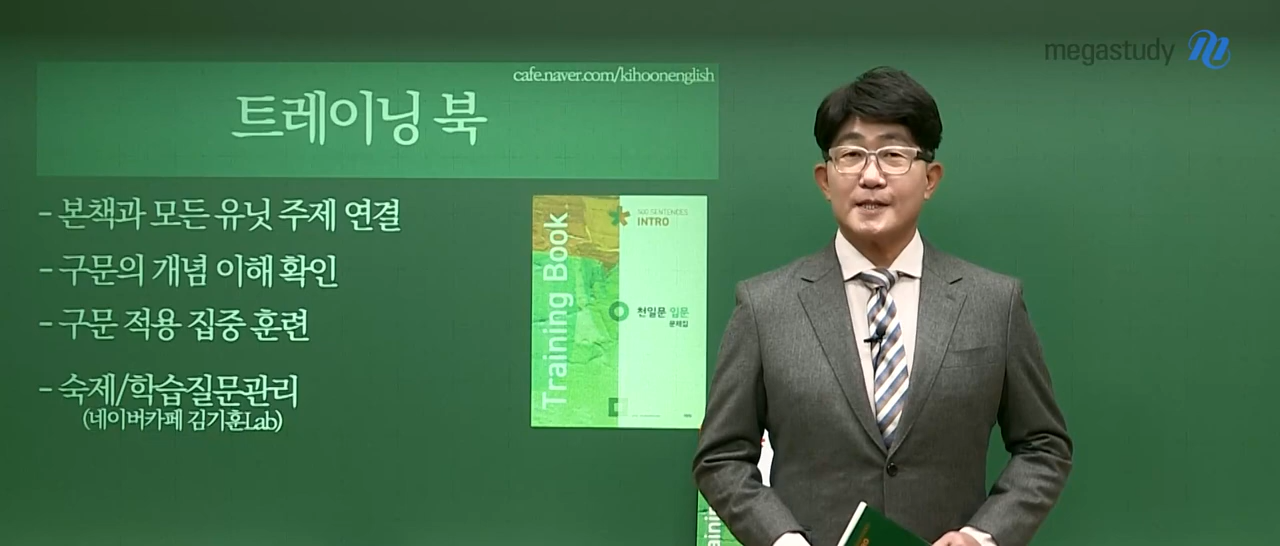 megastudy
cafe.naver.com/kihoonenglish
트레이닝 북
- 본책과 모든 유닛 주제 연결
- 구문의 개념 이해 확인
- 구문 적용 집중 훈련
- 숙제/학습질문관리
(네이버카페 김기훈Lab)
Training Book
500 SENTENCES
INTRO
천일문 입문
문제집